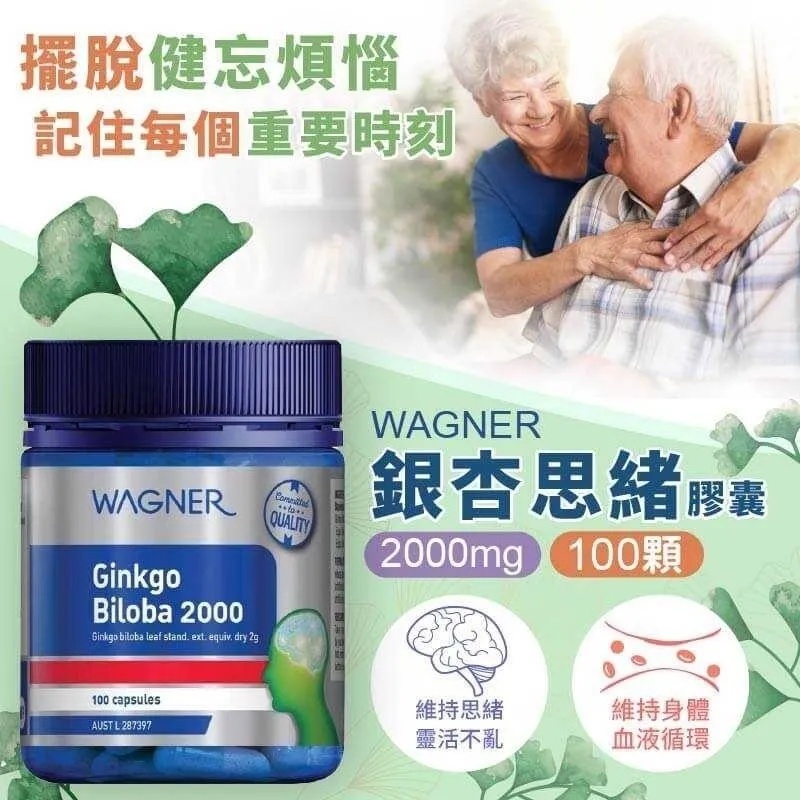 擺脫健忘煩惱
記住每個重要時刻
WAGNER
銀杏思緒膠囊
2000mg 100顆
WAGNER
Committed
to
QUALITY
Ginkgo
Biloba 2000
Ginkgo biloba leaf stand. ext. equiv. dry 2g
100 capsules
AUST L 287397
維持思緒
靈活不亂
維持身體
血液循環